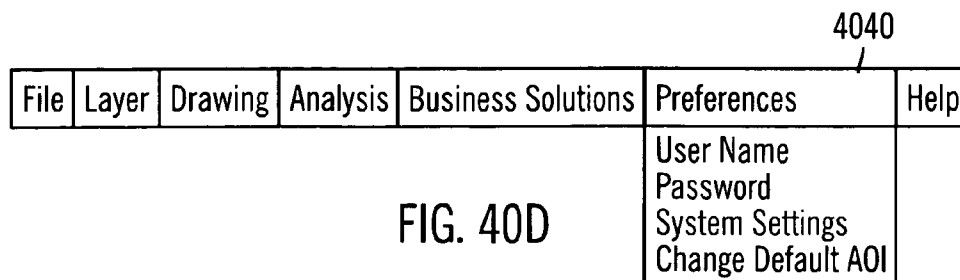 4040
File Layer Drawing Analysis Business Solutions Preferences Help
User Name
Password
System Settings
Change Default AOI
FIG. 40D